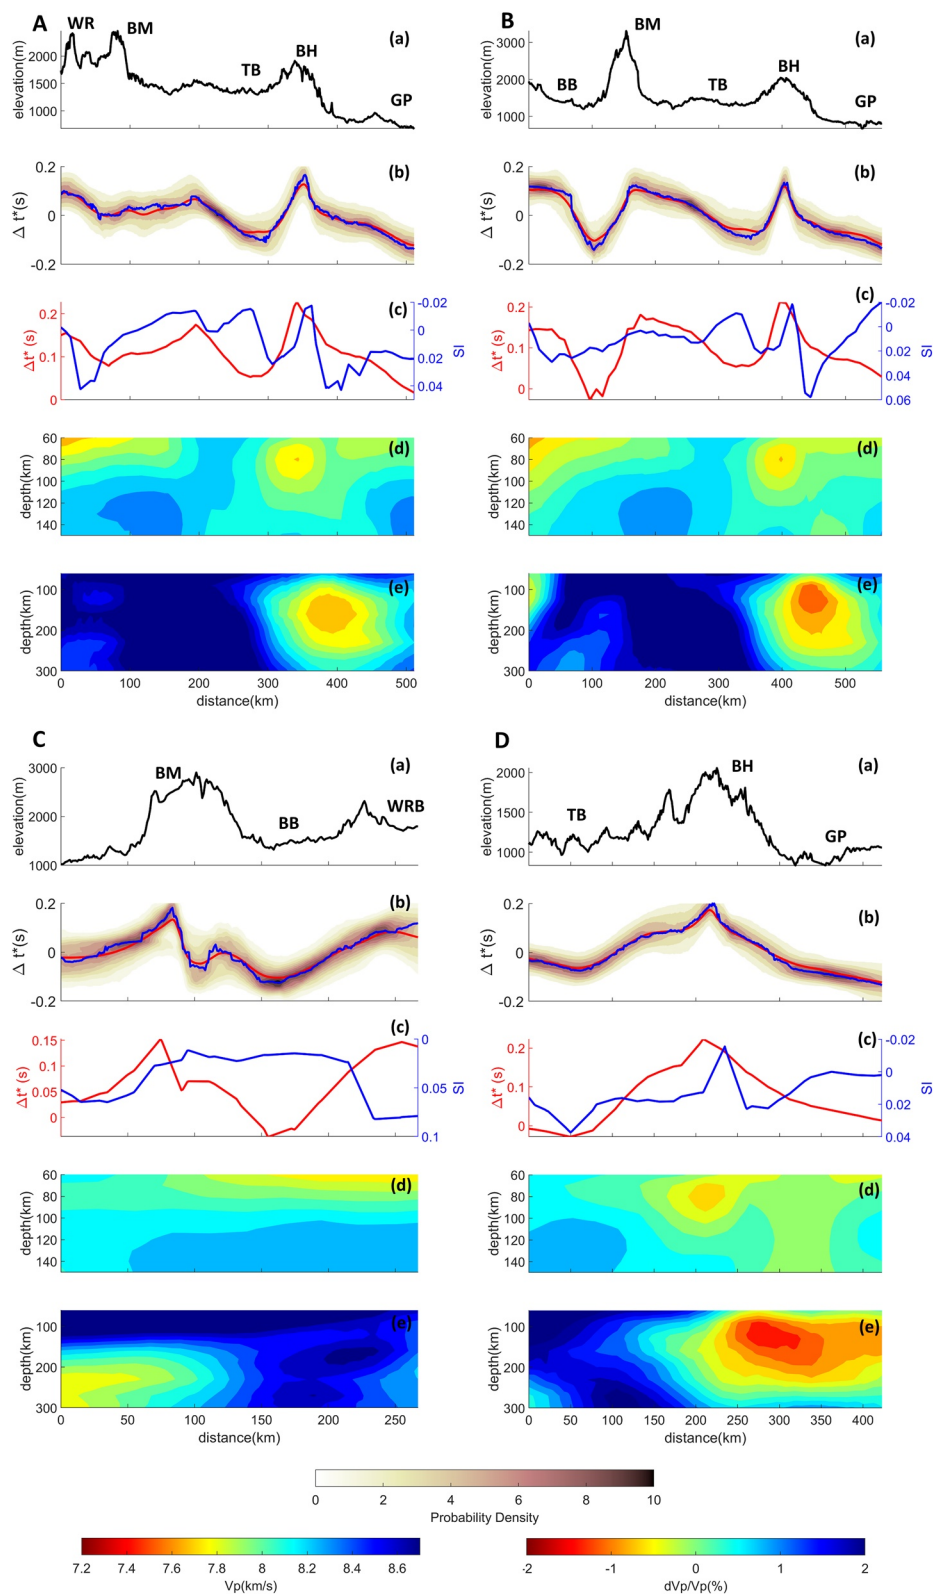 A
WR
BM
TB
BH
GP
(a)
elevation(m)
2000
1500
1000
(b)
Δ t*(s)
0.2
0
-0.2
(c)
Δt* (s)
0.2
0.1
0
-0.02
0
0.02
0.04
SI
(d)
depth(km)
60
80
100
120
140
(e)
depth(km)
100
200
300
0 100 200 300 400 500
distance(km)
B
BB
BM
TB
BH
GP
(a)
elevation(m)
3000
2000
1000
(b)
Δ t*(s)
0.2
0
-0.2
(c)
Δt* (s)
0.2
0.1
0
-0.02
0
0.02
0.04
0.06
SI
(d)
depth(km)
60
80
100
120
140
(e)
depth(km)
100
200
300
0 100 200 300 400 500
distance(km)
C
BM
BB
WRB
(a)
elevation(m)
3000
2000
1000
(b)
Δ t*(s)
0.2
0
-0.2
(c)
Δt* (s)
0.15
0.1
0.05
0
0
0.05
0.1
SI
(d)
depth(km)
60
80
100
120
140
(e)
depth(km)
100
200
300
0 50 100 150 200 250
distance(km)
D
TB
BH
GP
(a)
elevation(m)
2000
1500
1000
(b)
Δ t*(s)
0.2
0
-0.2
(c)
Δt* (s)
0.2
0.1
0
-0.02
0
0.02
0.04
SI
(d)
depth(km)
60
80
100
120
140
(e)
depth(km)
100
200
300
0 50 100 150 200 250 300 350 400
distance(km)
0 2 4 6 8 10
Probability Density
7.2 7.4 7.6 7.8 8 8.2 8.4 8.6
Vp(km/s)
-2 -1 0 1 2
dVp/Vp(%)